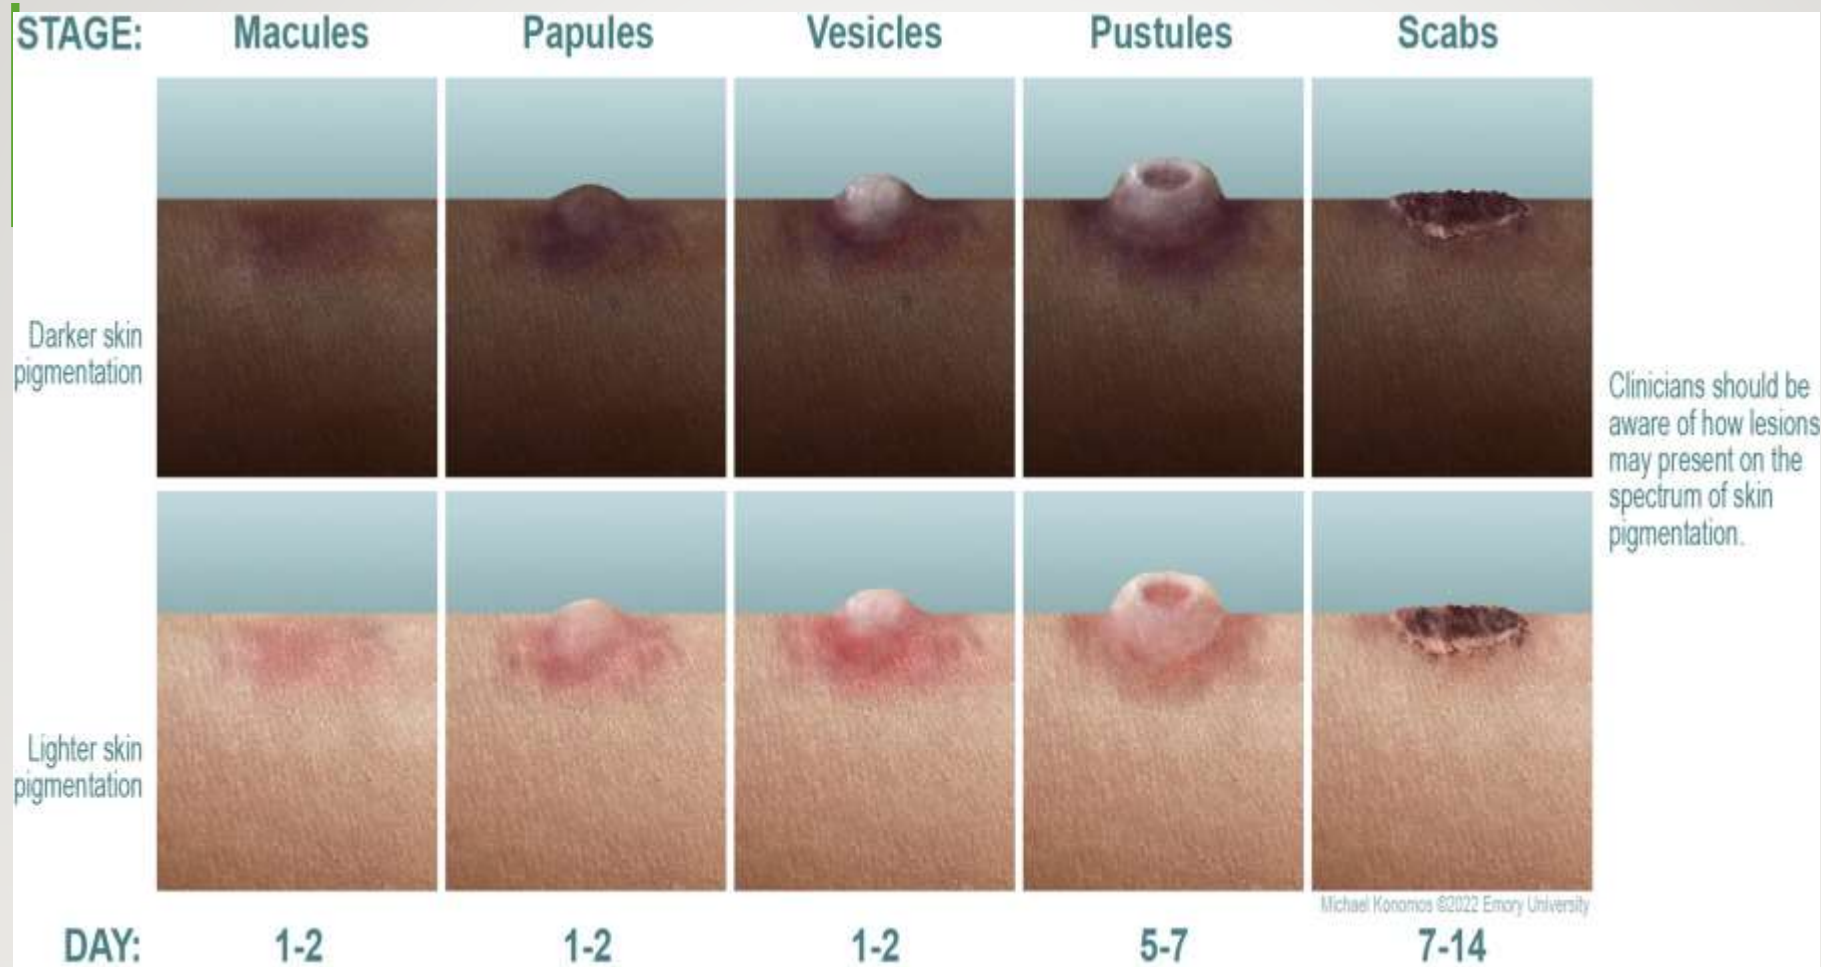 STAGE: Macules Papules Vesicles Pustules Scabs
Darker skin
pigmentation
Clinicians should be
aware of how lesions
may present on the
spectrum of skin
pigmentation.
Lighter skin
pigmentation
Michael Konomos ©2022 Emory University
DAY: 1-2 1-2 1-2 5-7 7-14